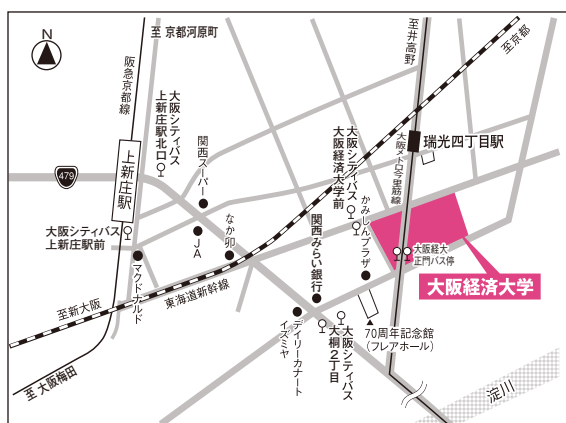 N
至 京都河原町
阪急京都線
上新庄駅
479
大阪シティバス
上新庄駅北口
関西スーパー
大阪シティバス
上新庄駅前
JA
なか卯
マクドナルド
至新大阪
東海道新幹線
至 大阪梅田
至京都
至井高野
大阪メトロ今里筋線
瑞光四丁目駅
大阪シティバス
大阪経済大学前
かみしんプラザ
関西みらい銀行
大阪経大
正門バス停
大阪経済大学
デイリーカナート
イズミヤ
大阪シティバス
大桐2丁目
70周年記念館
(フレアホール)
淀川